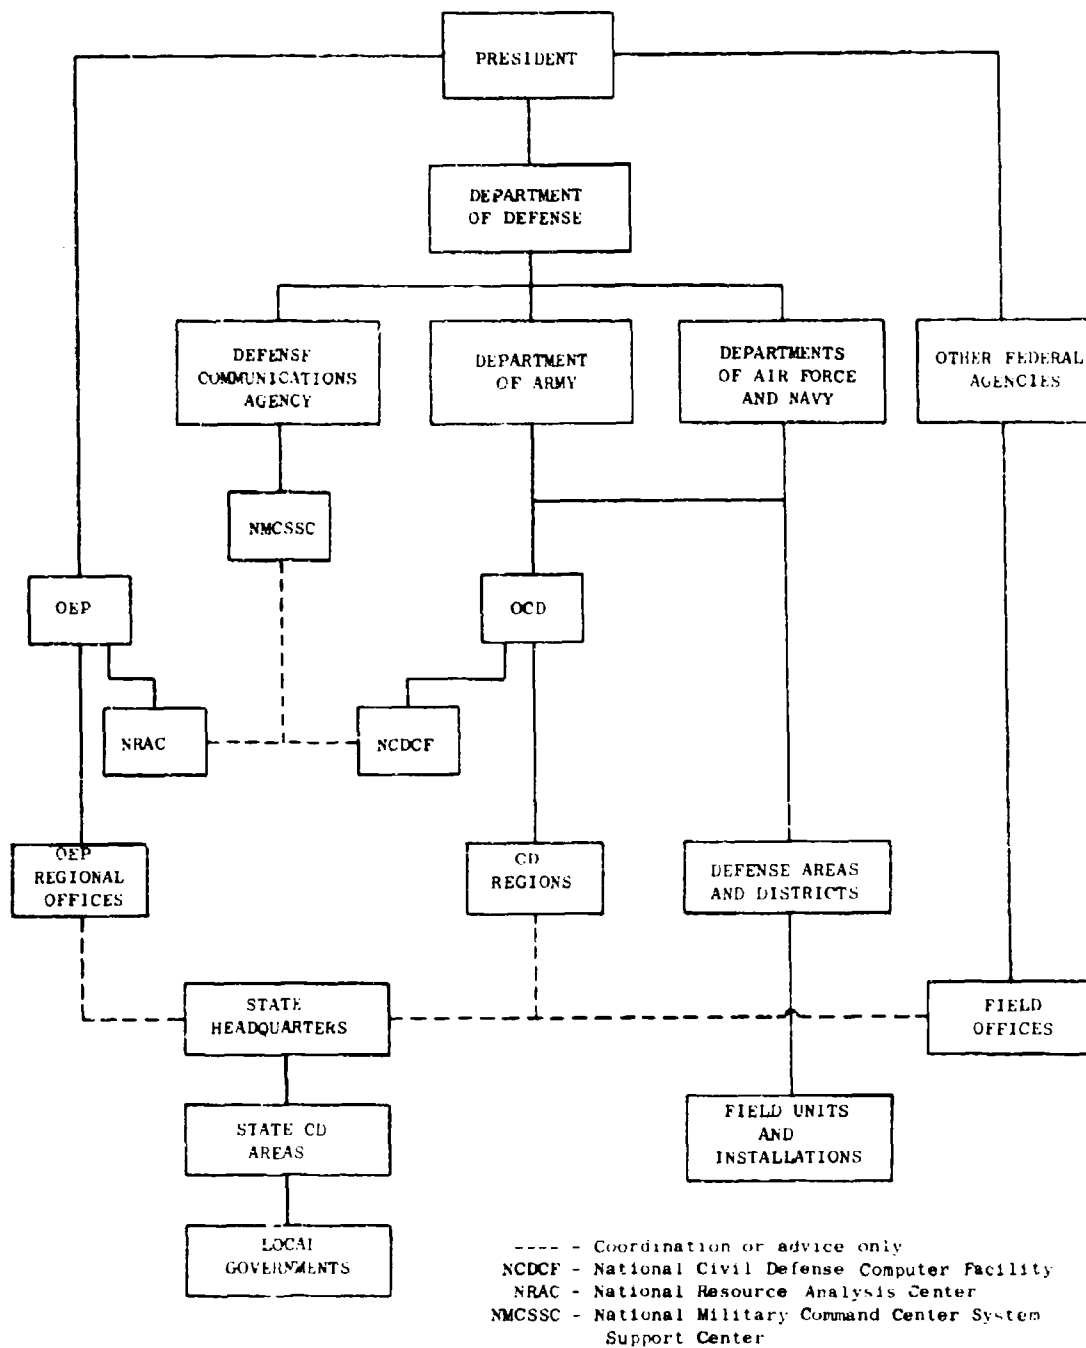 PRESIDENT
DEPARTMENT
OF DEFENSE
DEFENSE
COMMUNICATIONS
AGENCY
DEPARTMENT
OF ARMY
DEPARTMENTS
OF AIR FORCE
AND NAVY
OTHER FEDERAL
AGENCIES
NMCSSC
OEP
OCD
NRAC
NCDCF
OEP
REGIONAL
OFFICES
CD
REGIONS
DEFENSE AREAS
AND DISTRICTS
STATE
HEADQUARTERS
FIELD
OFFICES
STATE CD
AREAS
FIELD UNITS
AND
INSTALLATIONS
LOCAL
GOVERNMENTS
---- - Coordination or advice only
NCDCF - National Civil Defense Computer Facility
NRAC - National Resource Analysis Center
NMCSSC - National Military Command Center System
Support Center